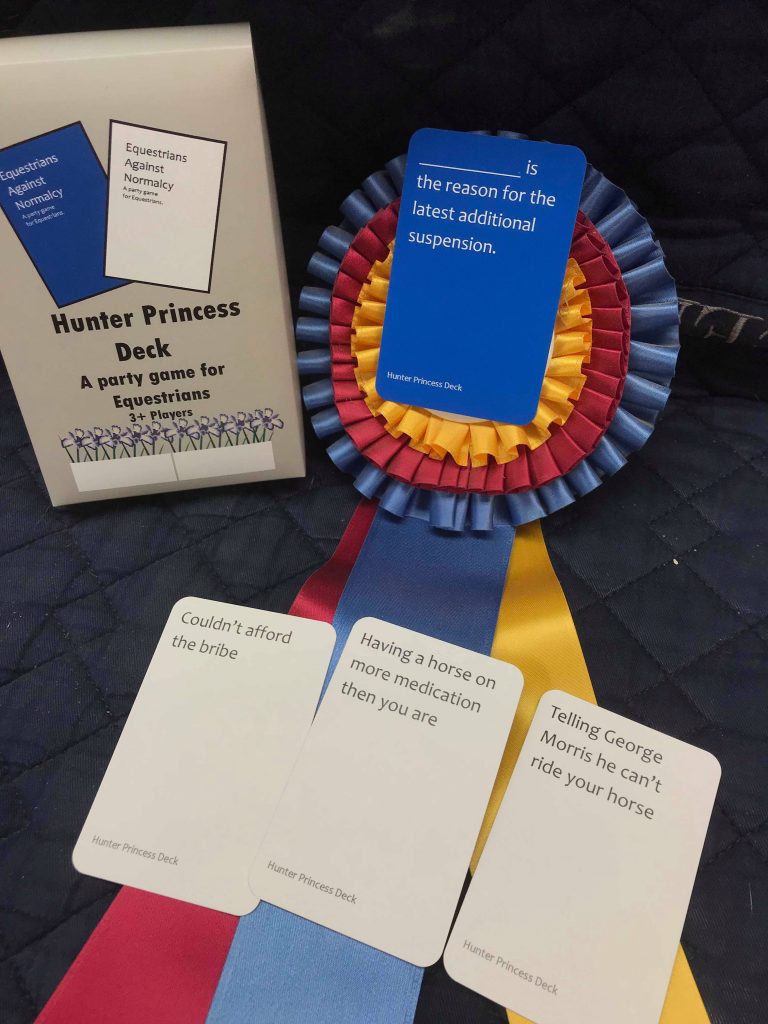 Equestrians
Against
Normalcy
A party game
for Equestrians.
Equestrians
Against
Normalcy
A party game
for Equestrians.
Hunter Princess
Deck
A party game for
Equestrians
3+ Players
__________ is
the reason for the
latest additional
suspension.
Hunter Princess Deck
Couldn't afford
the bribe
Hunter Princess Deck
Having a horse on
more medication
then you are
Hunter Princess Deck
Telling George
Morris he can't
ride your horse
Hunter Princess Deck